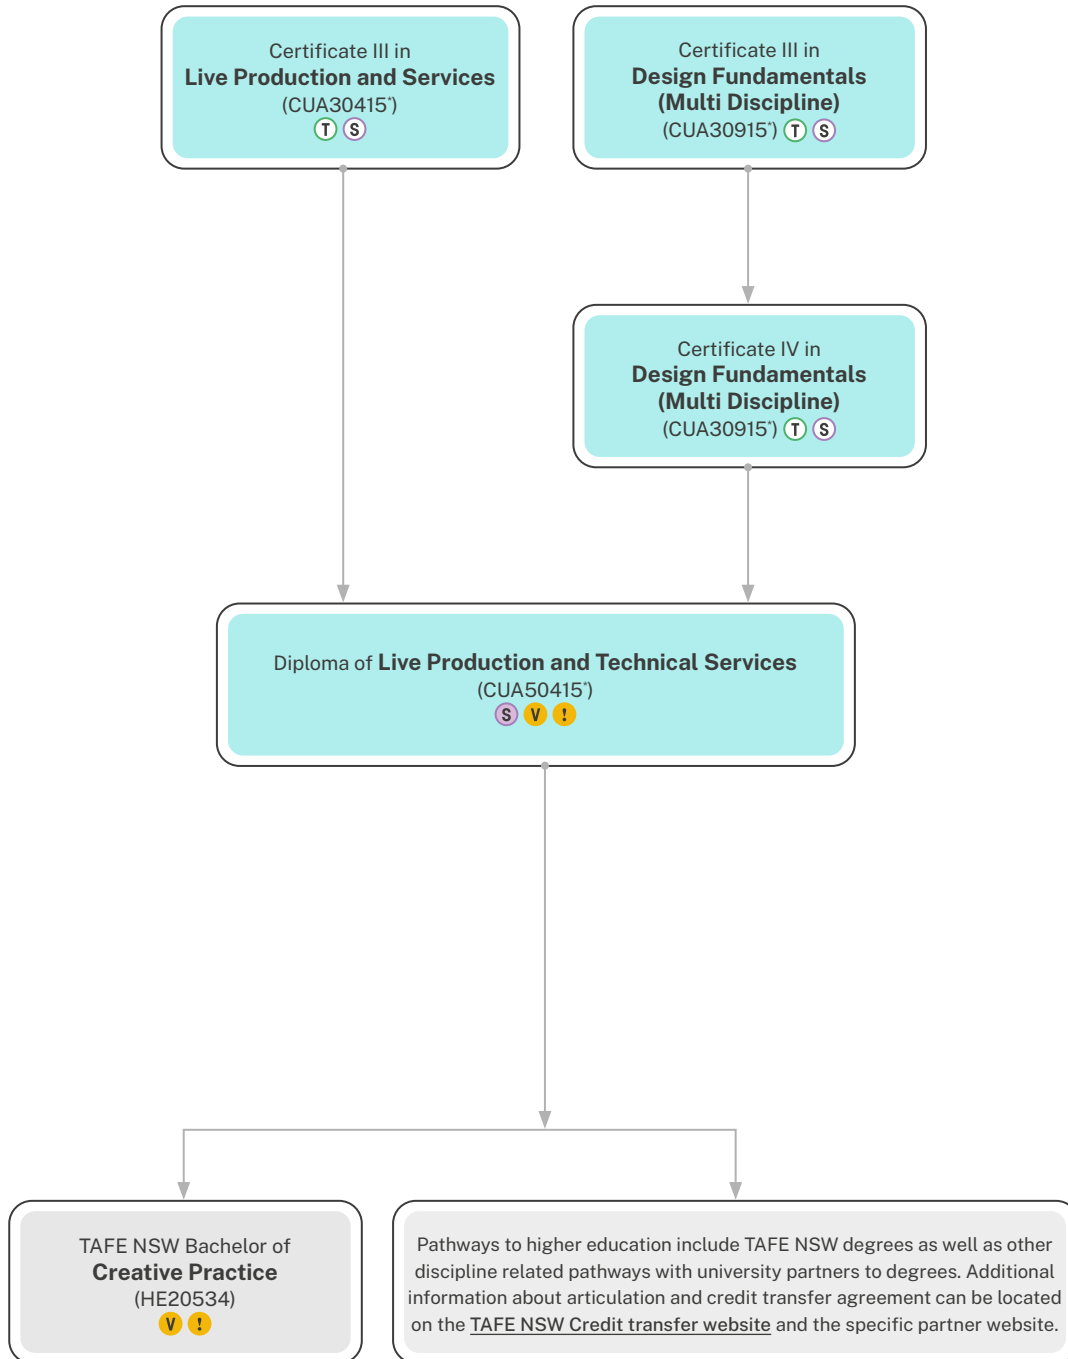 Certificate III in
Live Production and Services
(CUA30415*)
T S
Certificate III in
Design Fundamentals
(Multi Discipline)
(CUA30915*) T S
Certificate IV in
Design Fundamentals
(Multi Discipline)
(CUA30915*) T S
Diploma of Live Production and Technical Services
(CUA50415*)
S V !
TAFE NSW Bachelor of
Creative Practice
(HE20534)
V !
Pathways to higher education include TAFE NSW degrees as well as other
discipline related pathways with university partners to degrees. Additional
information about articulation and credit transfer agreement can be located
on the TAFE NSW Credit transfer website and the specific partner website.